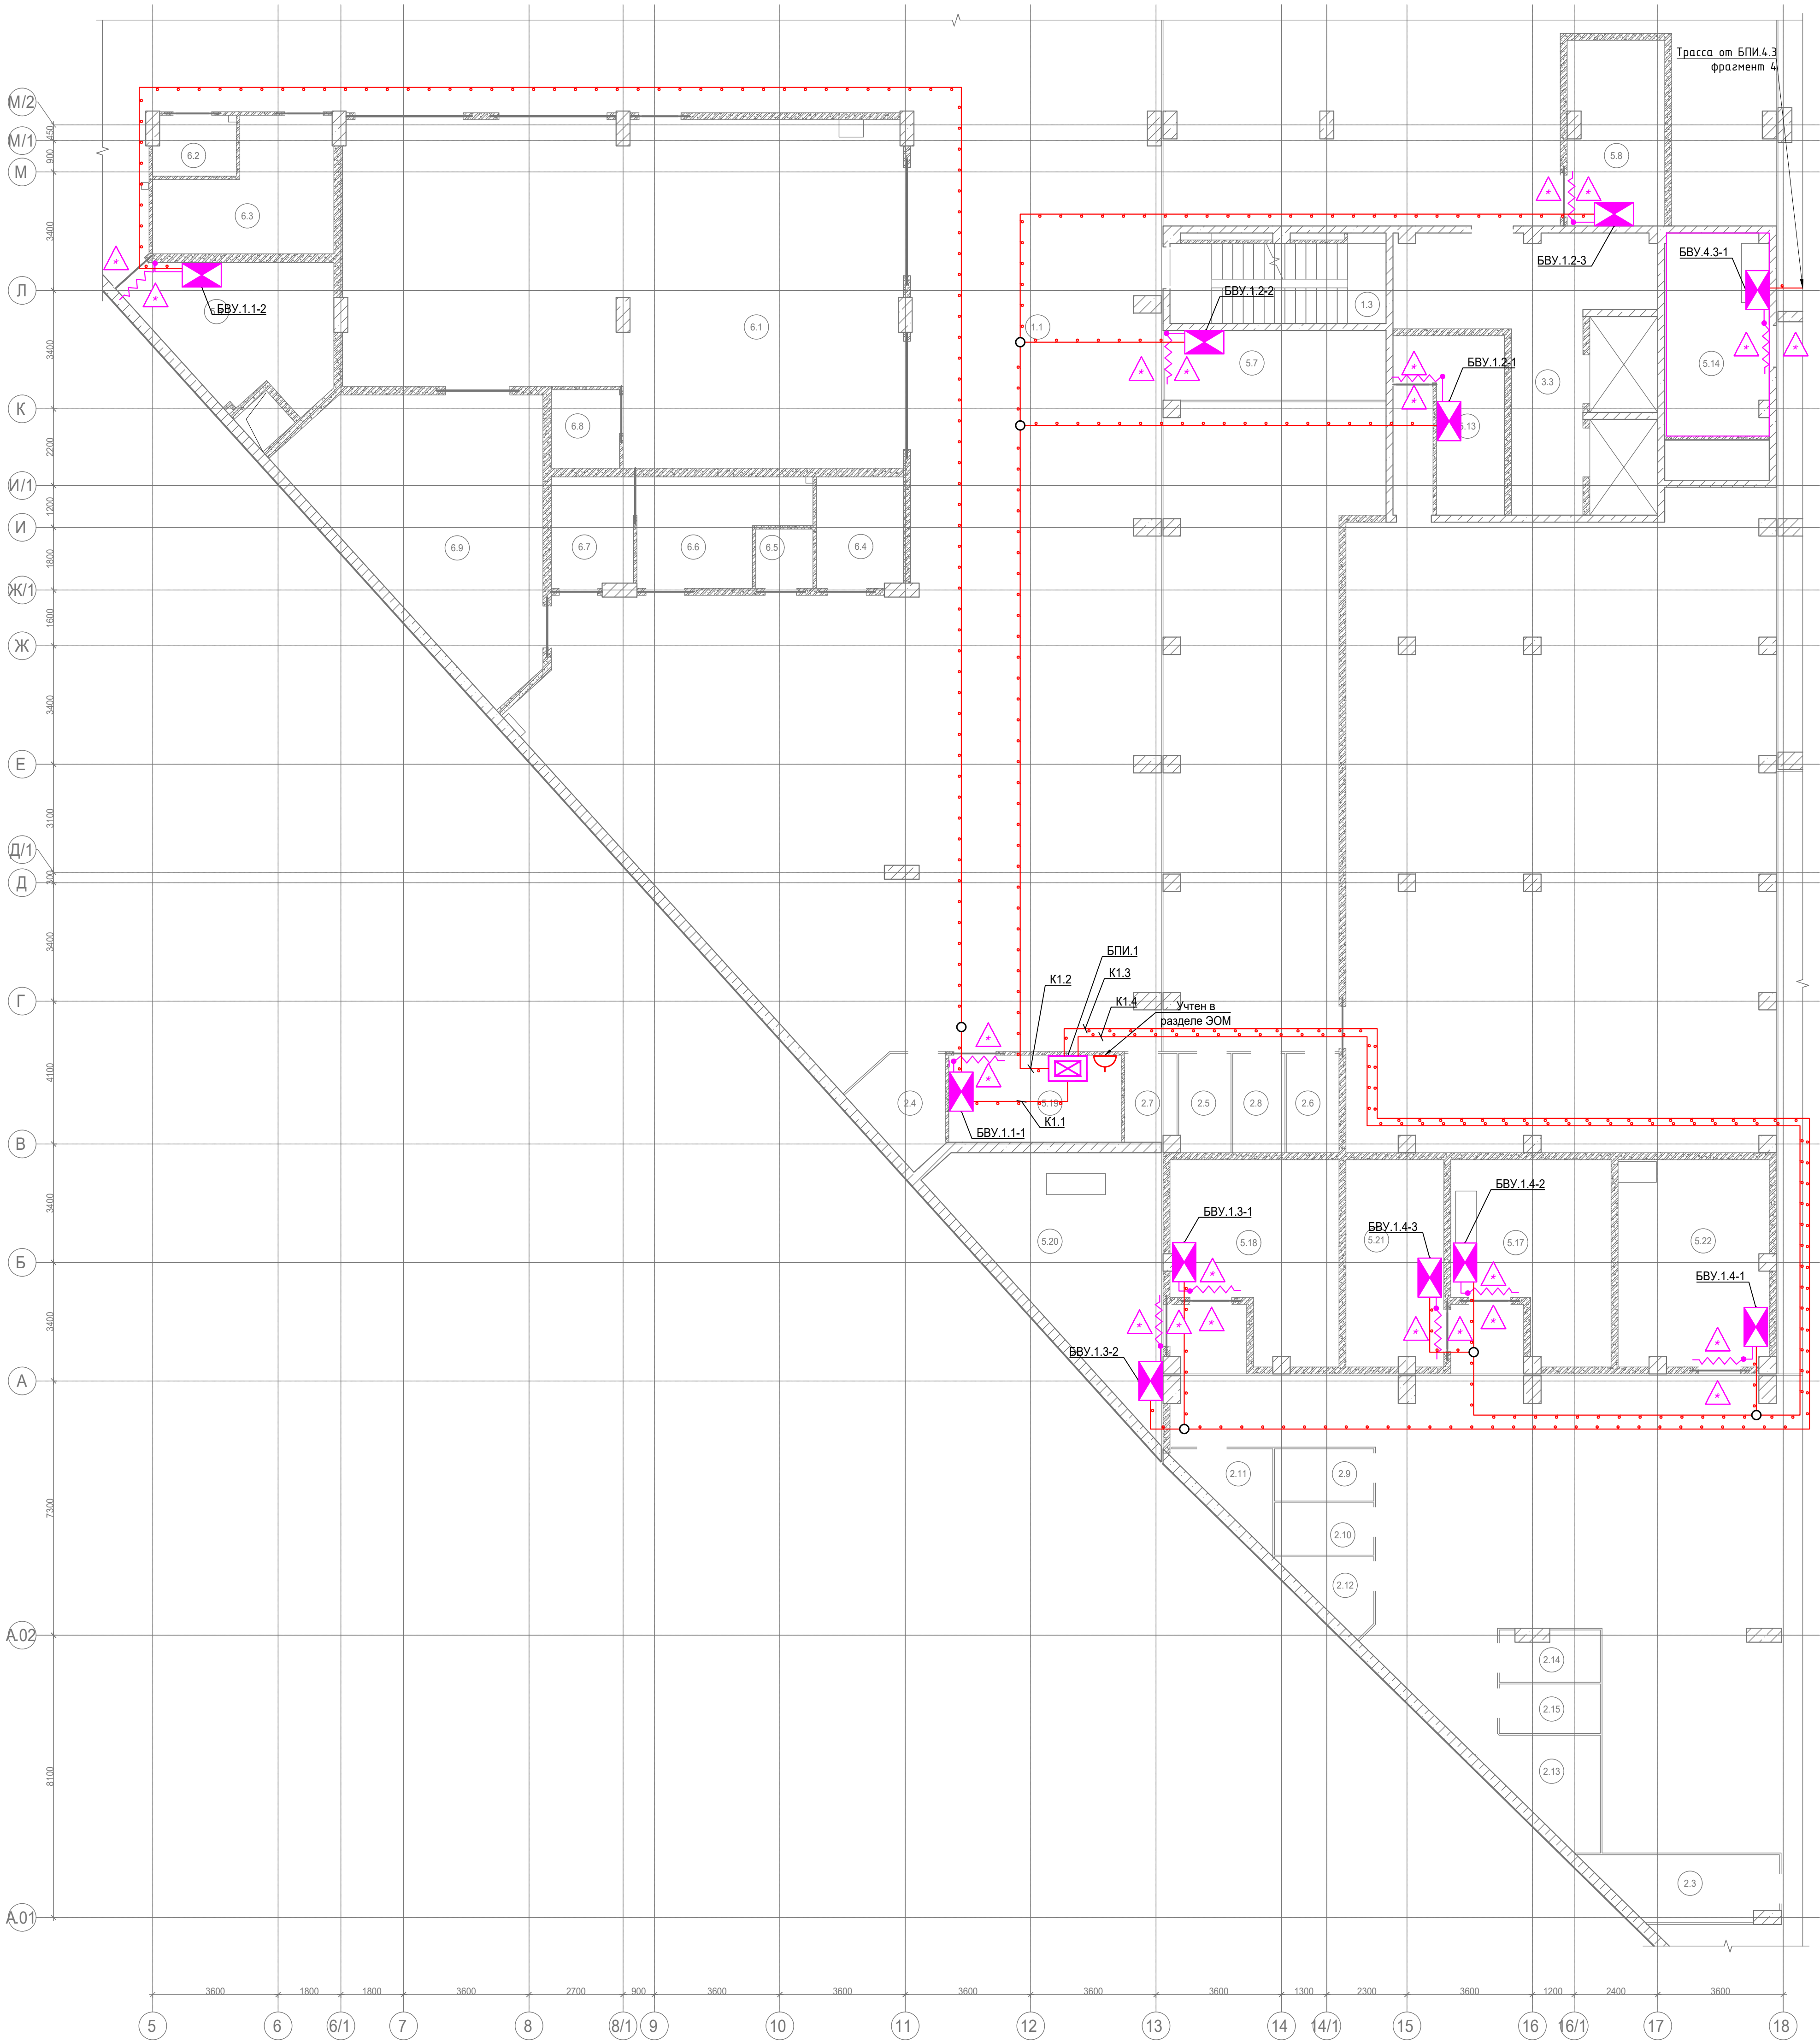 Трасса от БПИ.4.3
фрагмент 4
М/2
450
М/1
900
М
3400
Л
3400
К
2200
И/1
1200
И
1800
Ж/1
1600
Ж
3400
Е
3100
Д/1
300
Д
3400
Г
4100
В
3400
Б
3400
А
7300
А.02
8100
А.01
6.2
6.3
БВУ.1.1-2
6.1
6.8
6.9
6.7
6.6
6.5
6.4
5.8
БВУ.1.2-3
БВУ.4.3-1
БВУ.1.2-2
1.3
1.1
5.7
БВУ.1.2-1
3.3
5.14
5.13
БПИ.1
К1.2
К1.3
К1.4
Учтен в
разделе ЭОМ
2.4
5.19
К1.1
БВУ.1.1-1
2.7
2.5
2.8
2.6
5.20
БВУ.1.3-1
5.18
БВУ.1.4-3
5.21
БВУ.1.4-2
5.17
5.22
БВУ.1.4-1
БВУ.1.3-2
* * * * * * * * * * * * * * * * * * * * * *
2.11
2.9
2.10
2.12
2.14
2.15
2.13
2.3
3600 1800 1800 3600 2700 900 3600 3600 3600 3600 3600 1300 2300 3600 1200 2400 3600
5 6 6/1 7 8 8/1 9 10 11 12 13 14 14/1 15 16 16/1 17 18